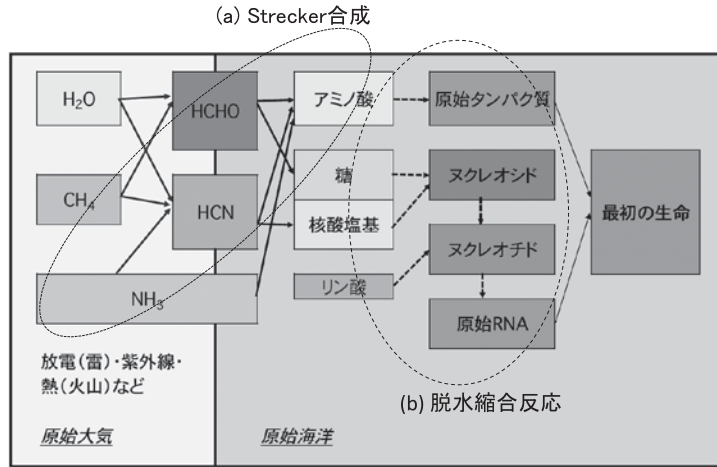 (a) Strecker合成
H₂O
HCHO
アミノ酸
原始タンパク質
CH₄
HCN
糖
ヌクレオシド
最初の生命
核酸塩基
ヌクレオチド
NH₃
リン酸
原始RNA
放電(雷)・紫外線・
熱(火山)など
(b) 脱水縮合反応
原始大気
原始海洋